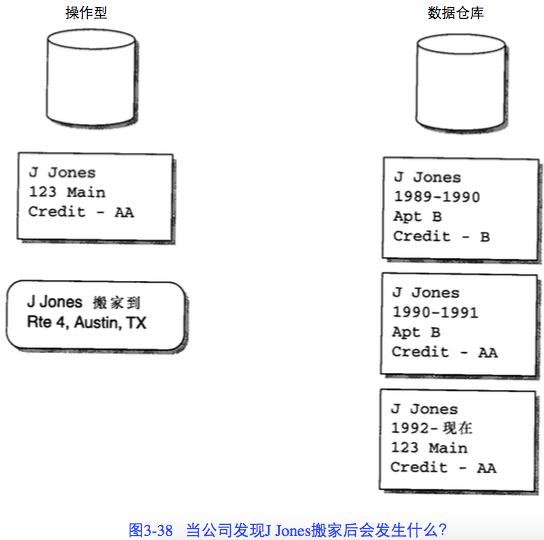 操作型
数据仓库
J Jones
123 Main
Credit - AA
J Jones 搬家到
Rte 4, Austin, TX
J Jones
1989-1990
Apt B
Credit - B
J Jones
1990-1991
Apt B
Credit - AA
J Jones
1992-现在
123 Main
Credit - AA
图3-38 当公司发现J Jones搬家后会发生什么?